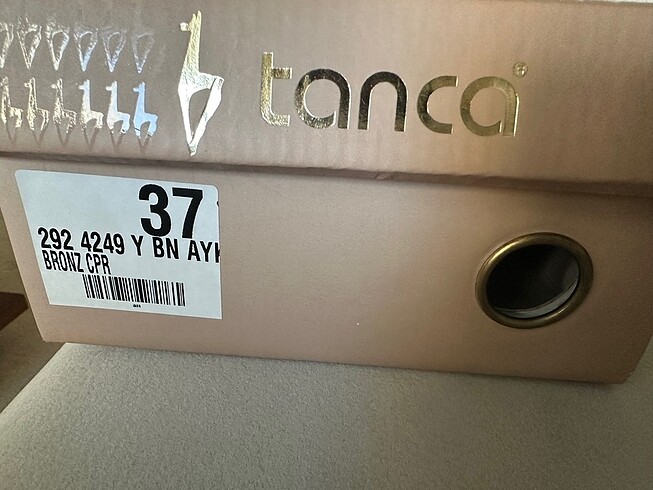 tanca®
37
292 4249 Y BN AYK
BRONZ CPR